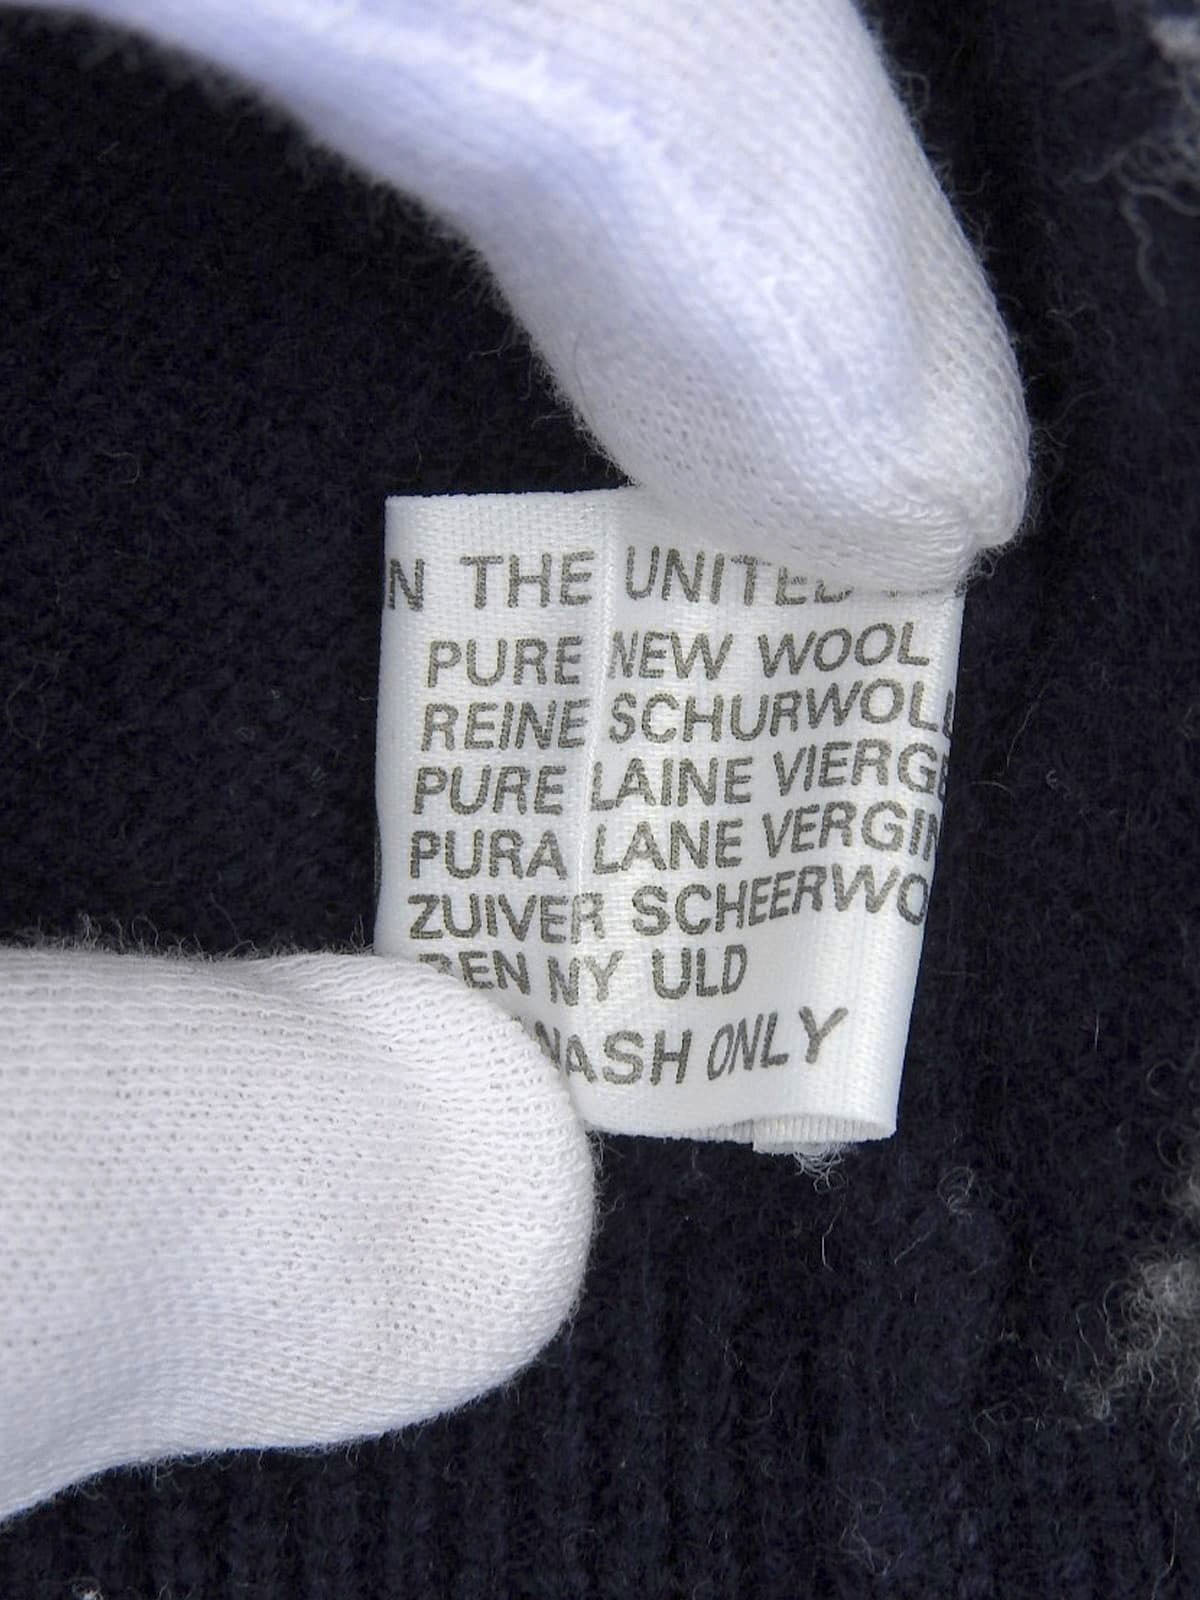 N THE UNITED
PURE NEW WOOL
REINE SCHURWOLL
PURE LAINE VIERGE
PURA LANE VERGIN
ZUIVER SCHEERWO
REN NY ULD
WASH ONLY